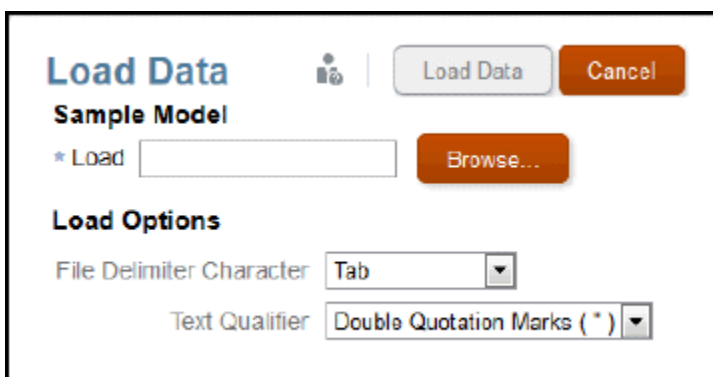 Load Data Load Data Cancel
Sample Model
* Load Browse...
Load Options
File Delimiter Character Tab
Text Qualifier Double Quotation Marks ( " )